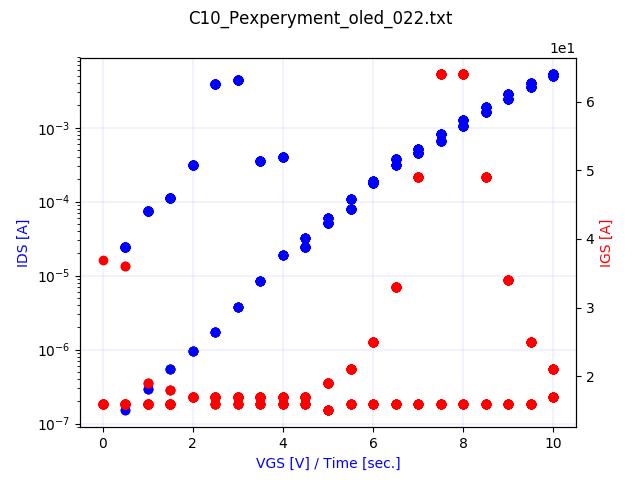 C10_Pexperyment_oled_022.txt
1e1
10⁻³
10⁻⁴
10⁻⁵
10⁻⁶
10⁻⁷
IDS [A]
6
5
4
3
2
IGS [A]
0 2 4 6 8 10
VGS [V] / Time [sec.]